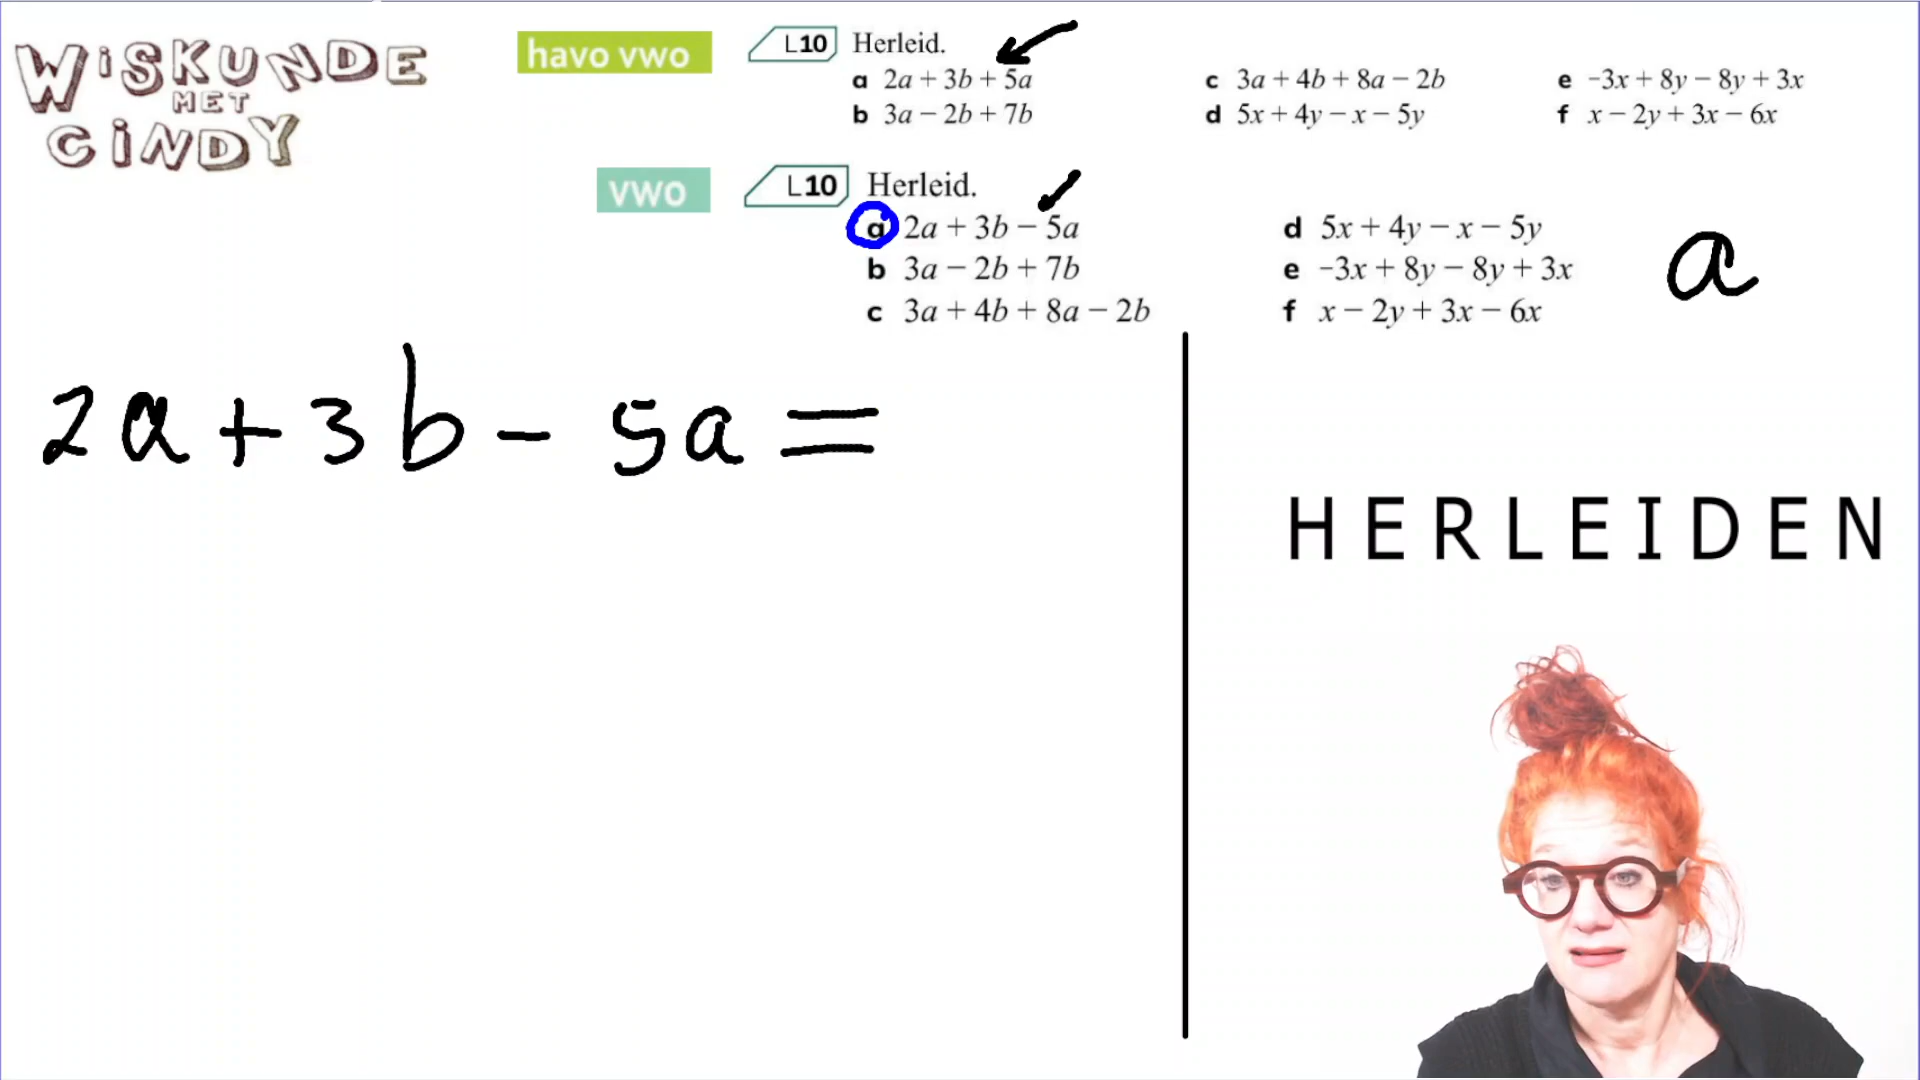 WISKUNDE
MET
CINDY
havo vwo
L10 Herleid.
a 2a + 3b + 5a
b 3a − 2b + 7b
c 3a + 4b + 8a − 2b
d 5x + 4y − x − 5y
e −3x + 8y − 8y + 3x
f x − 2y + 3x − 6x
vwo
L10 Herleid.
a 2a + 3b − 5a
b 3a − 2b + 7b
c 3a + 4b + 8a − 2b
d 5x + 4y − x − 5y
e −3x + 8y − 8y + 3x
f x − 2y + 3x − 6x
a
2a + 3b − 5a =
HERLEIDEN